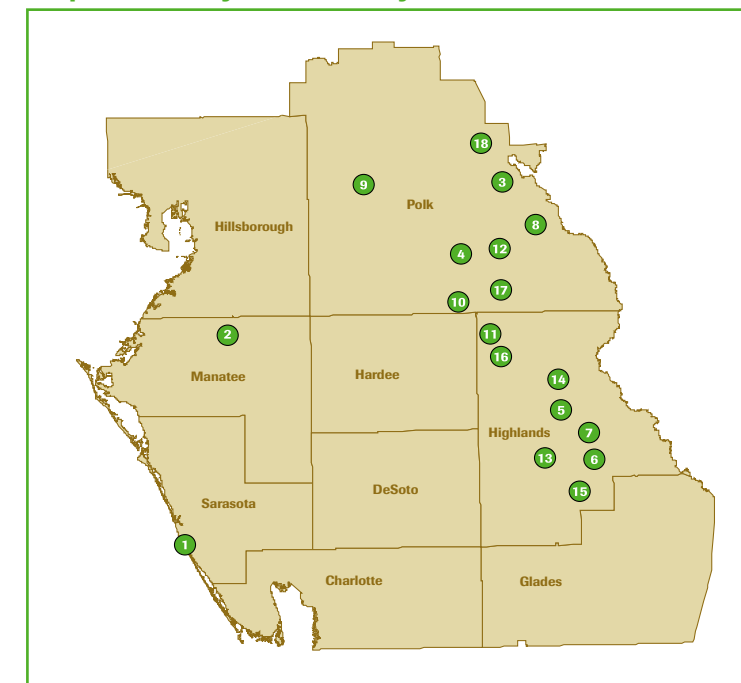 18
9
3
Polk
8
Hillsborough
12
4
17
10
2
11
16
Manatee
Hardee
14
5
7
Highlands
13
6
DeSoto
15
Sarasota
1
Charlotte
Glades